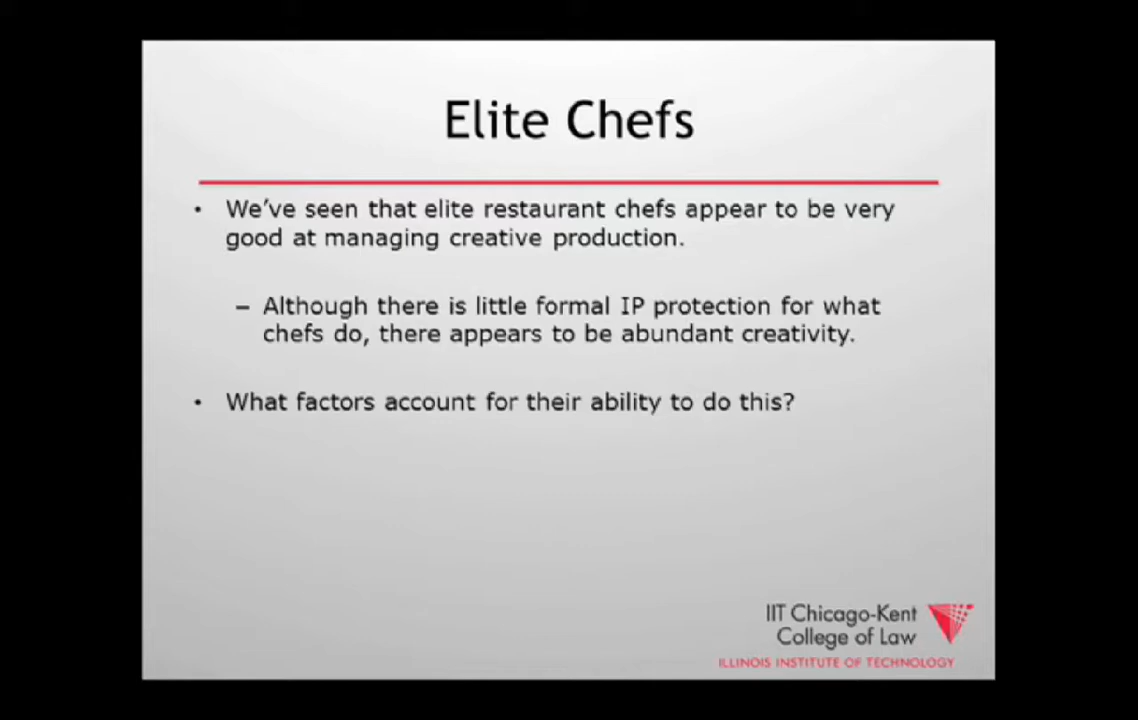 Elite Chefs
• We've seen that elite restaurant chefs appear to be very
good at managing creative production.
– Although there is little formal IP protection for what
chefs do, there appears to be abundant creativity.
• What factors account for their ability to do this?
IIT Chicago-Kent
College of Law
ILLINOIS INSTITUTE OF TECHNOLOGY